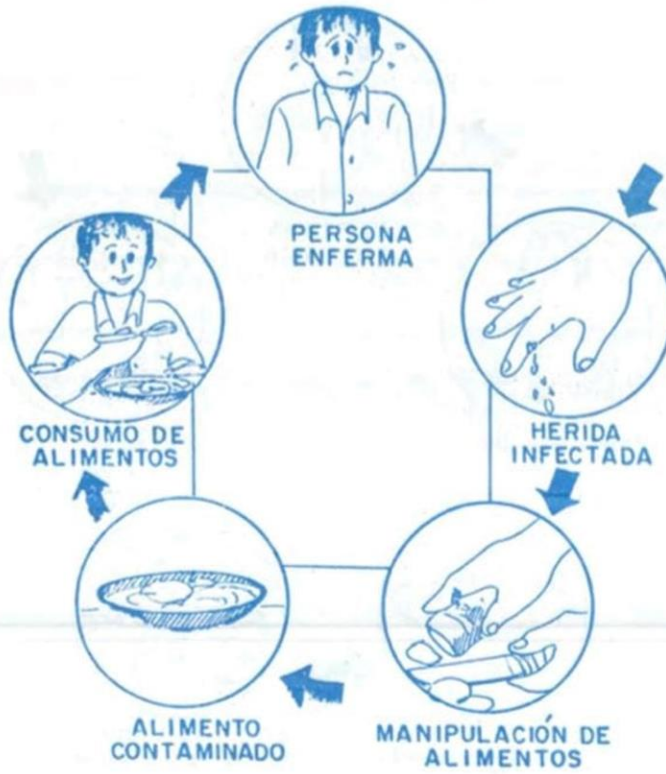 PERSONA
ENFERMA
HERIDA
INFECTADA
MANIPULACIÓN DE
ALIMENTOS
ALIMENTO
CONTAMINADO
CONSUMO DE
ALIMENTOS